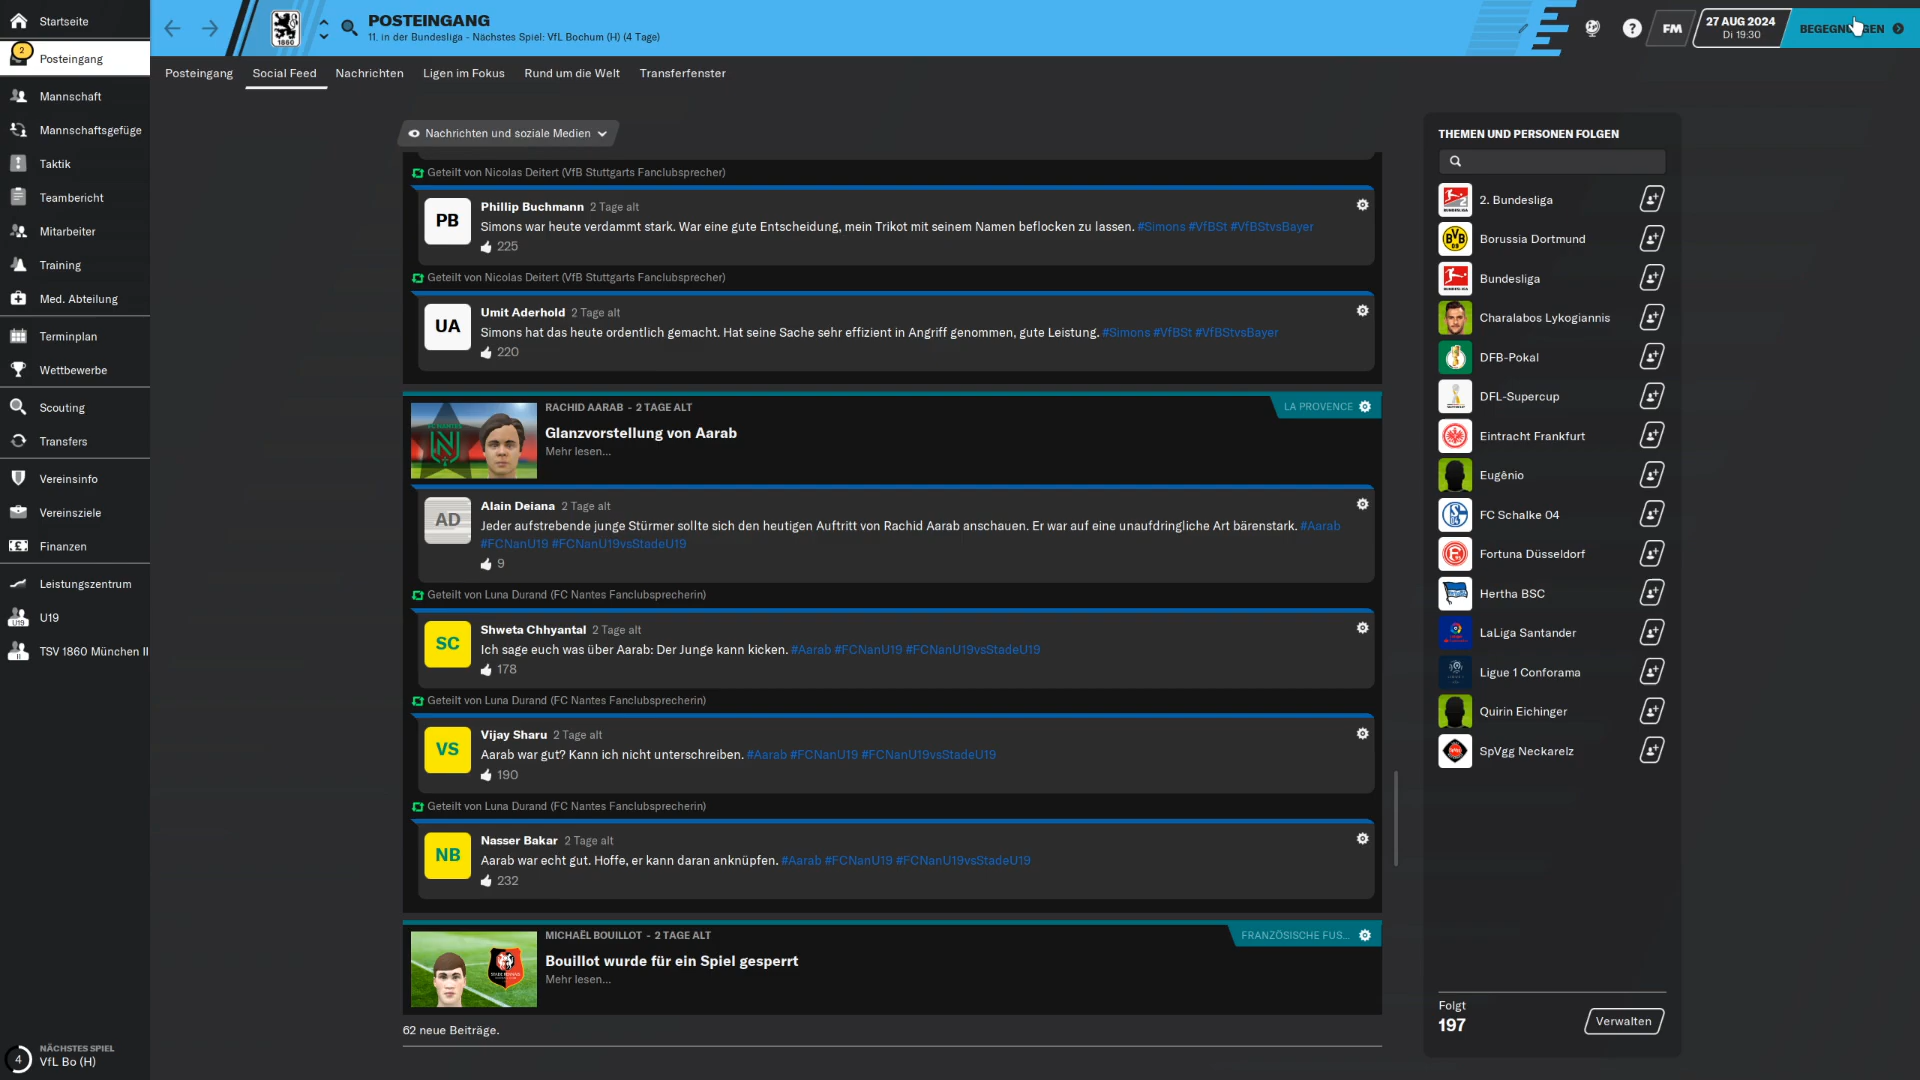 Startseite
2
Posteingang
Mannschaft
Mannschaftsgefüge
Taktik
Teambericht
Mitarbeiter
Training
Med. Abteilung
Terminplan
Wettbewerbe
Scouting
Transfers
Vereinsinfo
Vereinsziele
Finanzen
Leistungszentrum
U19
TSV 1860 München II
4
NÄCHSTES SPIEL
VfL Bo (H)
POSTEINGANG
11. in der Bundesliga - Nächstes Spiel: VfL Bochum (H) (4 Tage)
FM
27 AUG 2024
Di 19:30
Posteingang Social Feed Nachrichten Ligen im Fokus Rund um die Welt Transferfenster
Nachrichten und soziale Medien
Geteilt von Nicolas Deitert (VfB Stuttgarts Fanclubsprecher)
PB
Phillip Buchmann 2 Tage alt
Simons war heute verdammt stark. War eine gute Entscheidung, mein Trikot mit seinem Namen beflocken zu lassen. #Simons #VfBSt #VfBStvsBayer
225
Geteilt von Nicolas Deitert (VfB Stuttgarts Fanclubsprecher)
UA
Umit Aderhold 2 Tage alt
Simons hat das heute ordentlich gemacht. Hat seine Sache sehr effizient in Angriff genommen, gute Leistung. #Simons #VfBSt #VfBStvsBayer
220
RACHID AARAB - 2 TAGE ALT
LA PROVENCE
Glanzvorstellung von Aarab
Mehr lesen...
AD
Alain Deiana 2 Tage alt
Jeder aufstrebende junge Stürmer sollte sich den heutigen Auftritt von Rachid Aarab anschauen. Er war auf eine unaufdringliche Art bärenstark. #Aarab
#FCNanU19 #FCNanU19vsStadeU19
9
Geteilt von Luna Durand (FC Nantes Fanclubsprecherin)
SC
Shweta Chhyantal 2 Tage alt
Ich sage euch was über Aarab: Der Junge kann kicken. #Aarab #FCNanU19 #FCNanU19vsStadeU19
178
Geteilt von Luna Durand (FC Nantes Fanclubsprecherin)
VS
Vijay Sharu 2 Tage alt
Aarab war gut? Kann ich nicht unterschreiben. #Aarab #FCNanU19 #FCNanU19vsStadeU19
190
Geteilt von Luna Durand (FC Nantes Fanclubsprecherin)
NB
Nasser Bakar 2 Tage alt
Aarab war echt gut. Hoffe, er kann daran anknüpfen. #Aarab #FCNanU19 #FCNanU19vsStadeU19
232
MICHAËL BOUILLOT - 2 TAGE ALT
FRANZÖSISCHE FUS...
Bouillot wurde für ein Spiel gesperrt
Mehr lesen...
62 neue Beiträge.
THEMEN UND PERSONEN FOLGEN
2. Bundesliga
Borussia Dortmund
Bundesliga
Charalabos Lykogiannis
DFB-Pokal
DFL-Supercup
Eintracht Frankfurt
Eugênio
FC Schalke 04
Fortuna Düsseldorf
Hertha BSC
LaLiga Santander
Ligue 1 Conforama
Quirin Eichinger
SpVgg Neckarelz
Folgt
197
Verwalten